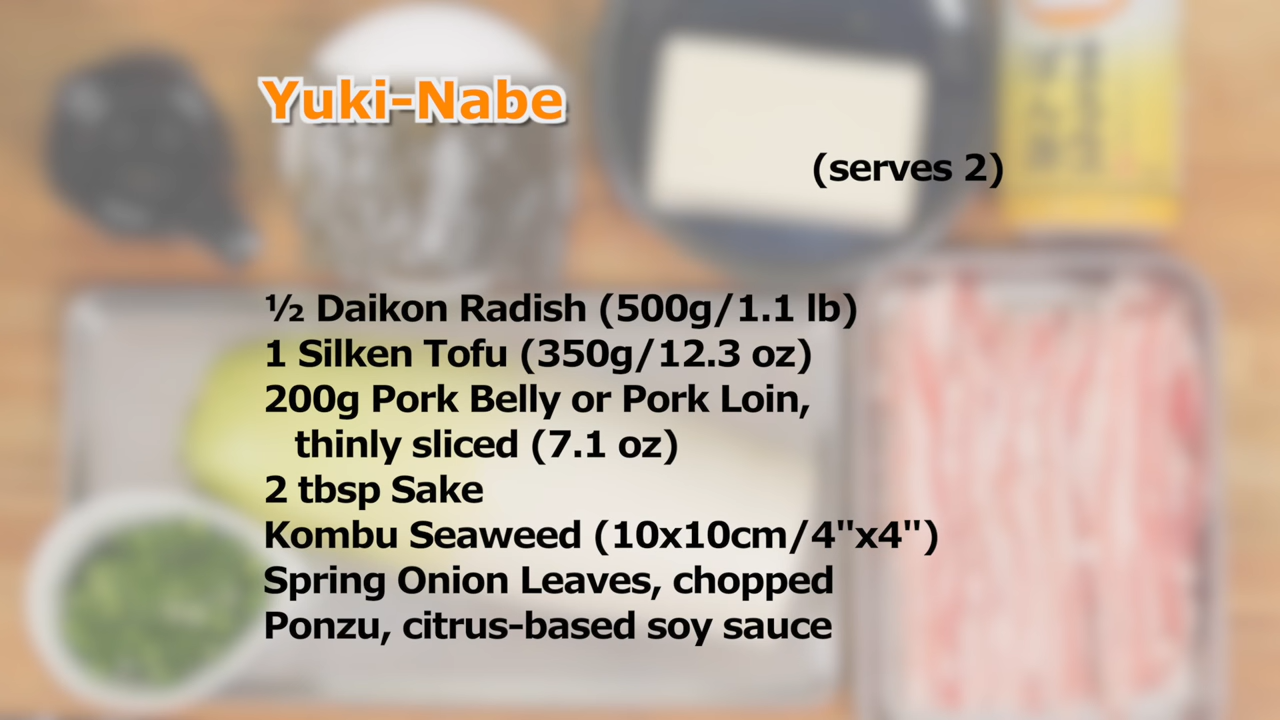 Yuki-Nabe
(serves 2)
½ Daikon Radish (500g/1.1 lb)
1 Silken Tofu (350g/12.3 oz)
200g Pork Belly or Pork Loin,
thinly sliced (7.1 oz)
2 tbsp Sake
Kombu Seaweed (10x10cm/4"x4")
Spring Onion Leaves, chopped
Ponzu, citrus-based soy sauce